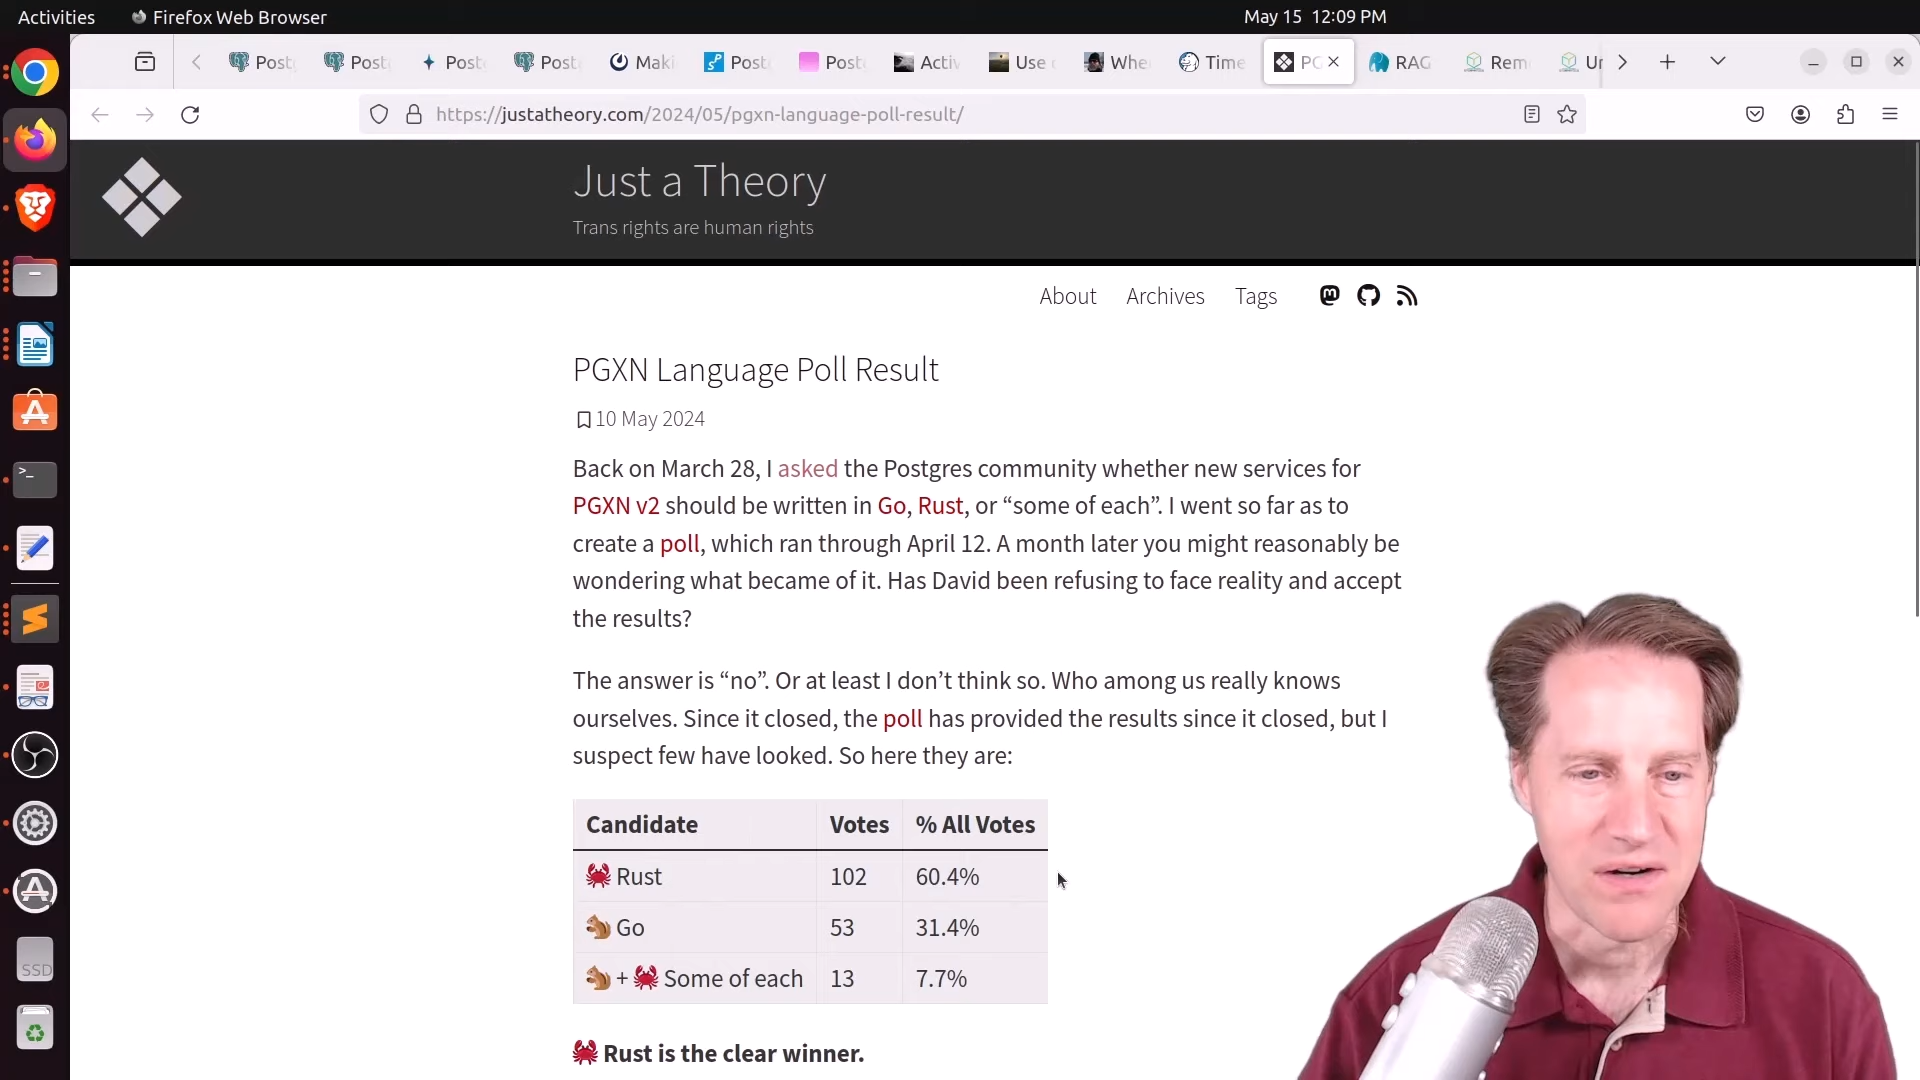 Activities Firefox Web Browser May 15 12:09 PM
Post Post Post Post Maki Post Post Activ Use Whe Time PG RAG Rem Ur
https://justatheory.com/2024/05/pgxn-language-poll-result/
Just a Theory
Trans rights are human rights
About Archives Tags
PGXN Language Poll Result
10 May 2024
Back on March 28, I asked the Postgres community whether new services for
PGXN v2 should be written in Go, Rust, or “some of each”. I went so far as to
create a poll, which ran through April 12. A month later you might reasonably be
wondering what became of it. Has David been refusing to face reality and accept
the results?
The answer is “no”. Or at least I don’t think so. Who among us really knows
ourselves. Since it closed, the poll has provided the results since it closed, but I
suspect few have looked. So here they are:
Candidate Votes % All Votes
🦀 Rust 102 60.4%
🐿️ Go 53 31.4%
🐿️ + 🦀 Some of each 13 7.7%
🦀 Rust is the clear winner.
SSD